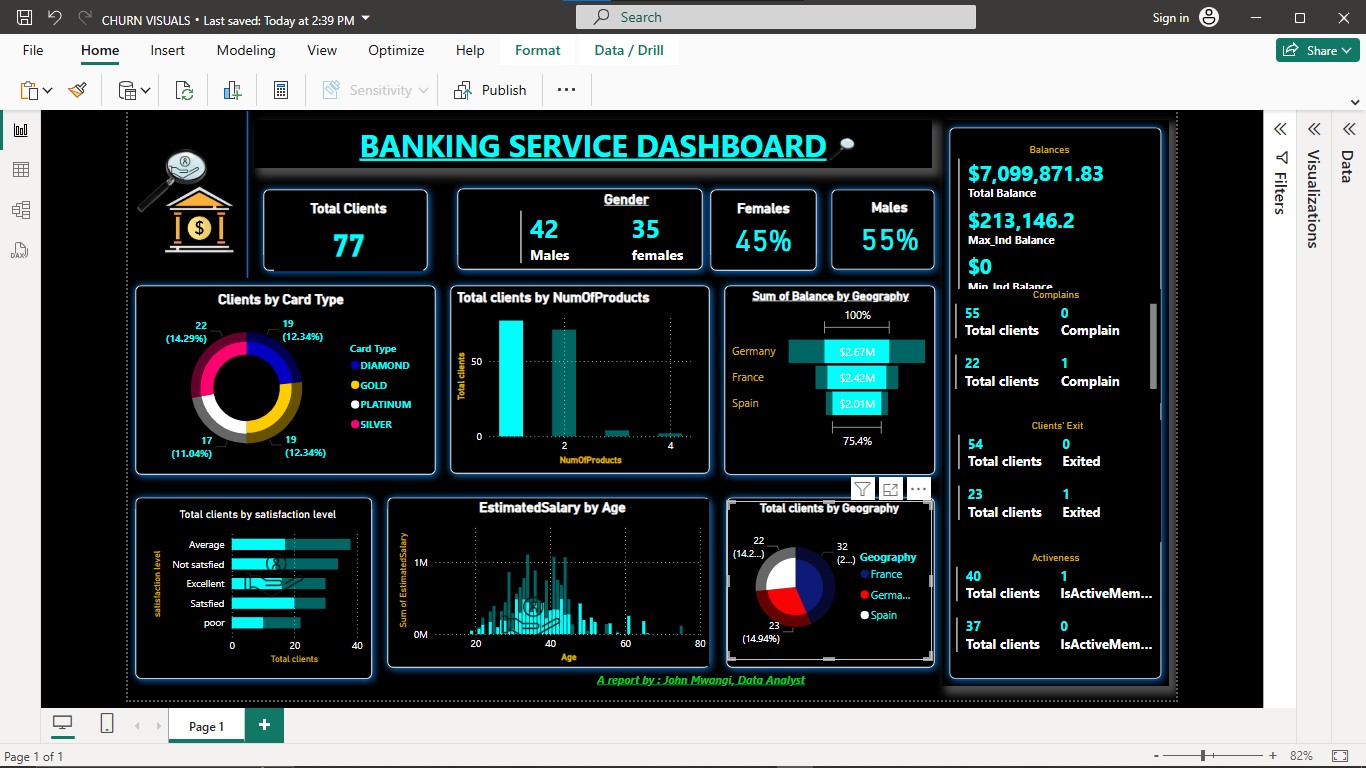 CHURN VISUALS • Last saved: Today at 2:39 PM
Search
Sign in
File Home Insert Modeling View Optimize Help Format Data / Drill
Share
Sensitivity
Publish
BANKING SERVICE DASHBOARD
Total Clients
77
Gender
42 35
Males females
Females
45%
Males
55%
Balances
$7,099,871.83
Total Balance
$213,146.2
Max_Ind Balance
$0
Min_Ind Balance
Clients by Card Type
22
(14.29%)
19
(12.34%)
17
(11.04%)
19
(12.34%)
Card Type
DIAMOND
GOLD
PLATINUM
SILVER
Total clients by NumOfProducts
Total clients
50
0
2 4
NumOfProducts
Sum of Balance by Geography
100%
Germany $2.67M
France $2.42M
Spain $2.01M
75.4%
Complains
55 0
Total clients Complain
22 1
Total clients Complain
Clients' Exit
54 0
Total clients Exited
23 1
Total clients Exited
Activeness
40 1
Total clients IsActiveMem...
37 0
Total clients IsActiveMem...
Total clients by satisfaction level
satisfaction level
Average
Not satsfied
Excellent
Satsfied
poor
0 20 40
Total clients
EstimatedSalary by Age
Sum of EstimatedSalary
1M
0M
20 40 60 80
Age
Total clients by Geography
22
(14.2...)
32
(2...)
23
(14.94%)
Geography
France
Germa...
Spain
A report by : John Mwangi, Data Analyst
Filters
Visualizations
Data
DAX
Page 1
Page 1 of 1
82%